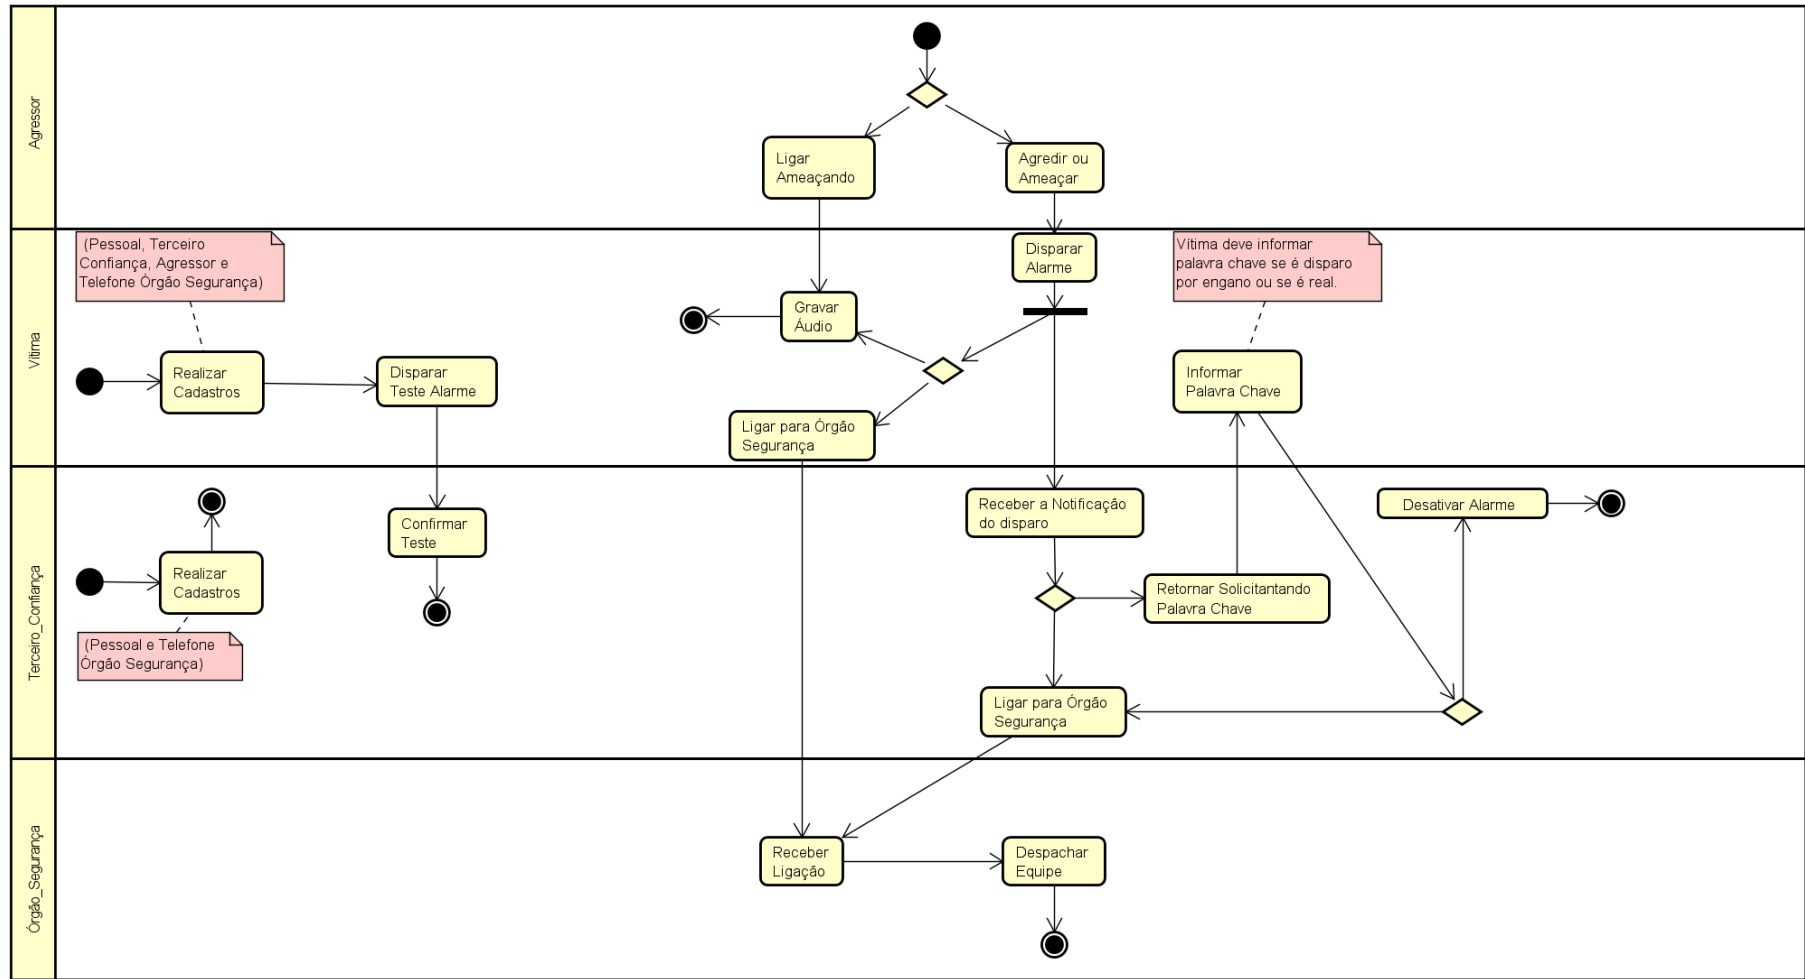 Agressor
Ligar
Ameaçando
Agredir ou
Ameaçar
Vítima
(Pessoal, Terceiro
Confiança, Agressor e
Telefone Órgão Segurança)
Realizar
Cadastros
Disparar
Teste Alarme
Gravar
Áudio
Ligar para Órgão
Segurança
Disparar
Alarme
Vítima deve informar
palavra chave se é disparo
por engano ou se é real.
Informar
Palavra Chave
Terceiro_Confiança
Realizar
Cadastros
(Pessoal e Telefone
Órgão Segurança)
Confirmar
Teste
Receber a Notificação
do disparo
Retornar Solicitantando
Palavra Chave
Desativar Alarme
Ligar para Órgão
Segurança
Órgão_Segurança
Receber
Ligação
Despachar
Equipe